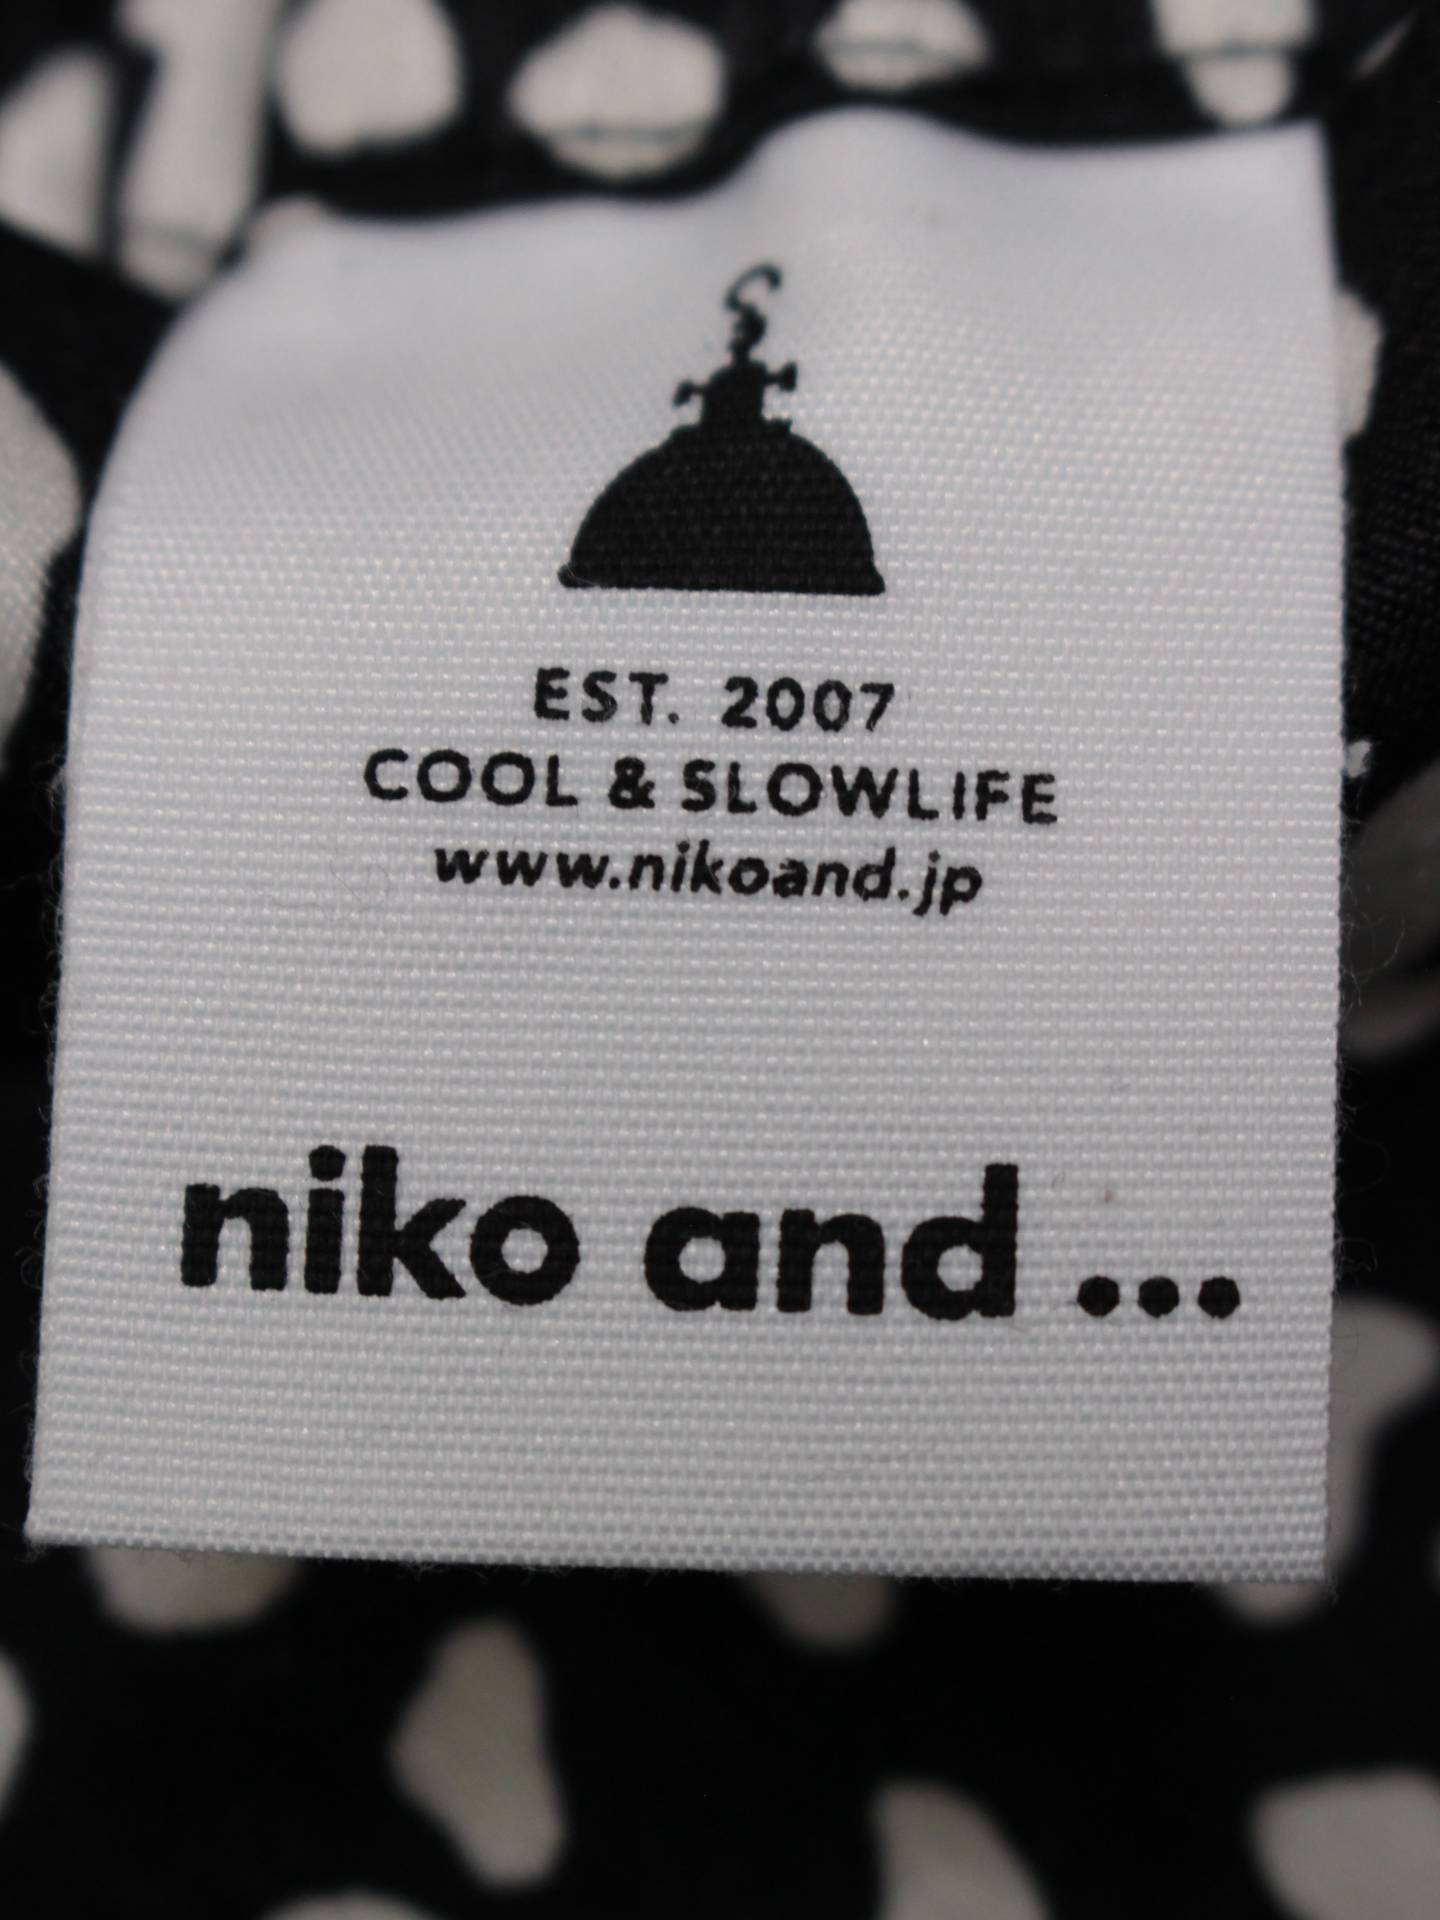 EST. 2007
COOL & SLOWLIFE
www.nikoand.jp
niko and ...